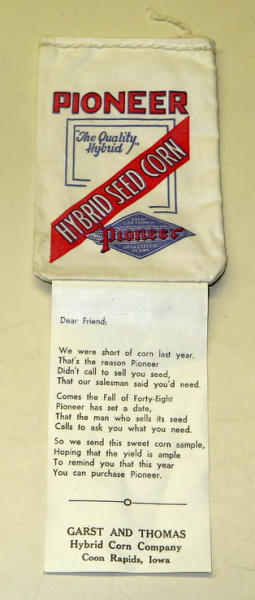 PIONEER
"The Quality
Hybrid"
HYBRID SEED CORN
Pioneer
Dear Friend:
We were short of corn last year.
That's the reason Pioneer
Didn't call to sell you seed,
That our salesman said you'd need.
Comes the Fall of Forty-Eight
Pioneer has set a date,
That the man who sells its seed
Calls to ask you what you need.
So we send this sweet corn sample,
Hoping that the yield is ample
To remind you that this year
You can purchase Pioneer.
GARST AND THOMAS
Hybrid Corn Company
Coon Rapids, Iowa